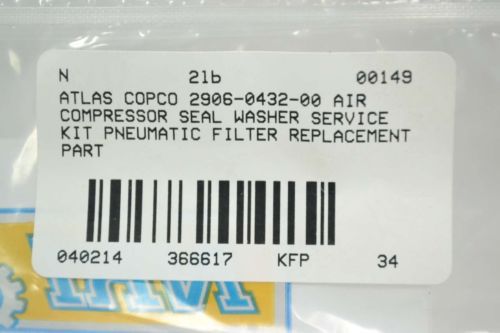 N 21b 00149
ATLAS COPCO 2906-0432-00 AIR
COMPRESSOR SEAL WASHER SERVICE
KIT PNEUMATIC FILTER REPLACEMENT
PART
040214 366617 KFP 34